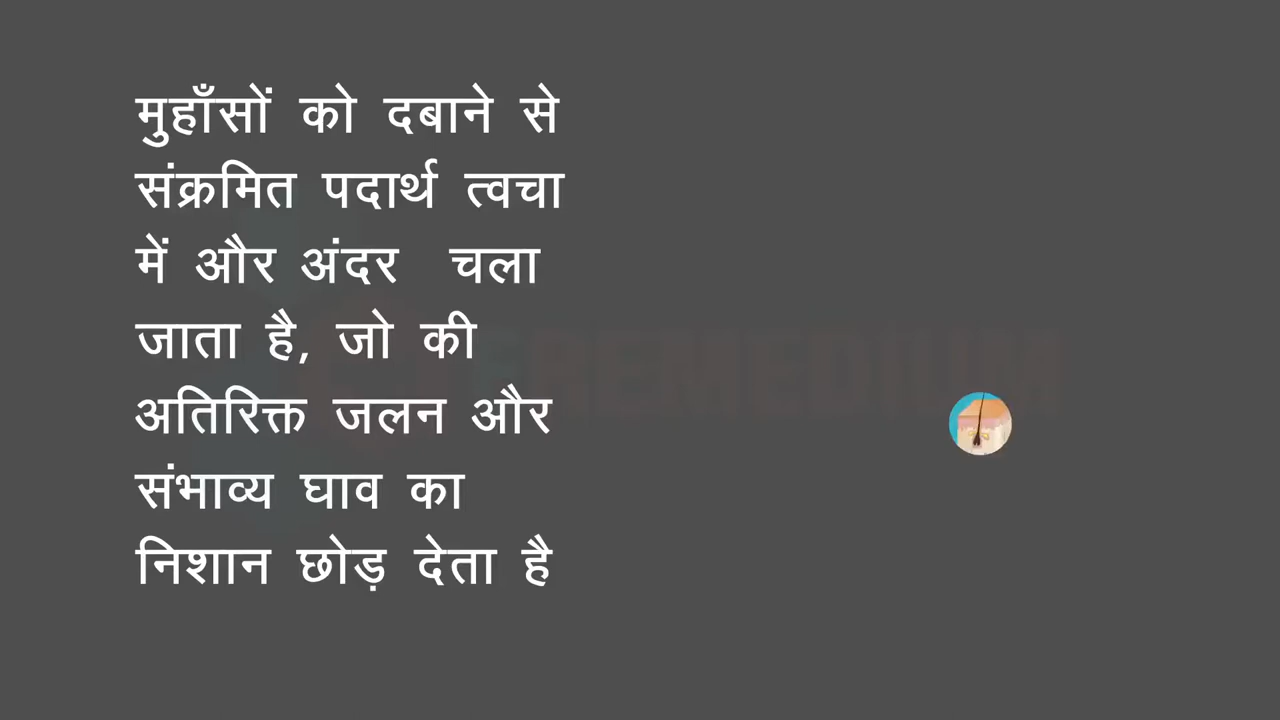 मुहाँसों को दबाने से
संक्रमित पदार्थ त्वचा
में और अंदर चला
जाता है, जो की
अतिरिक्त जलन और
संभाव्य घाव का
निशान छोड़ देता है